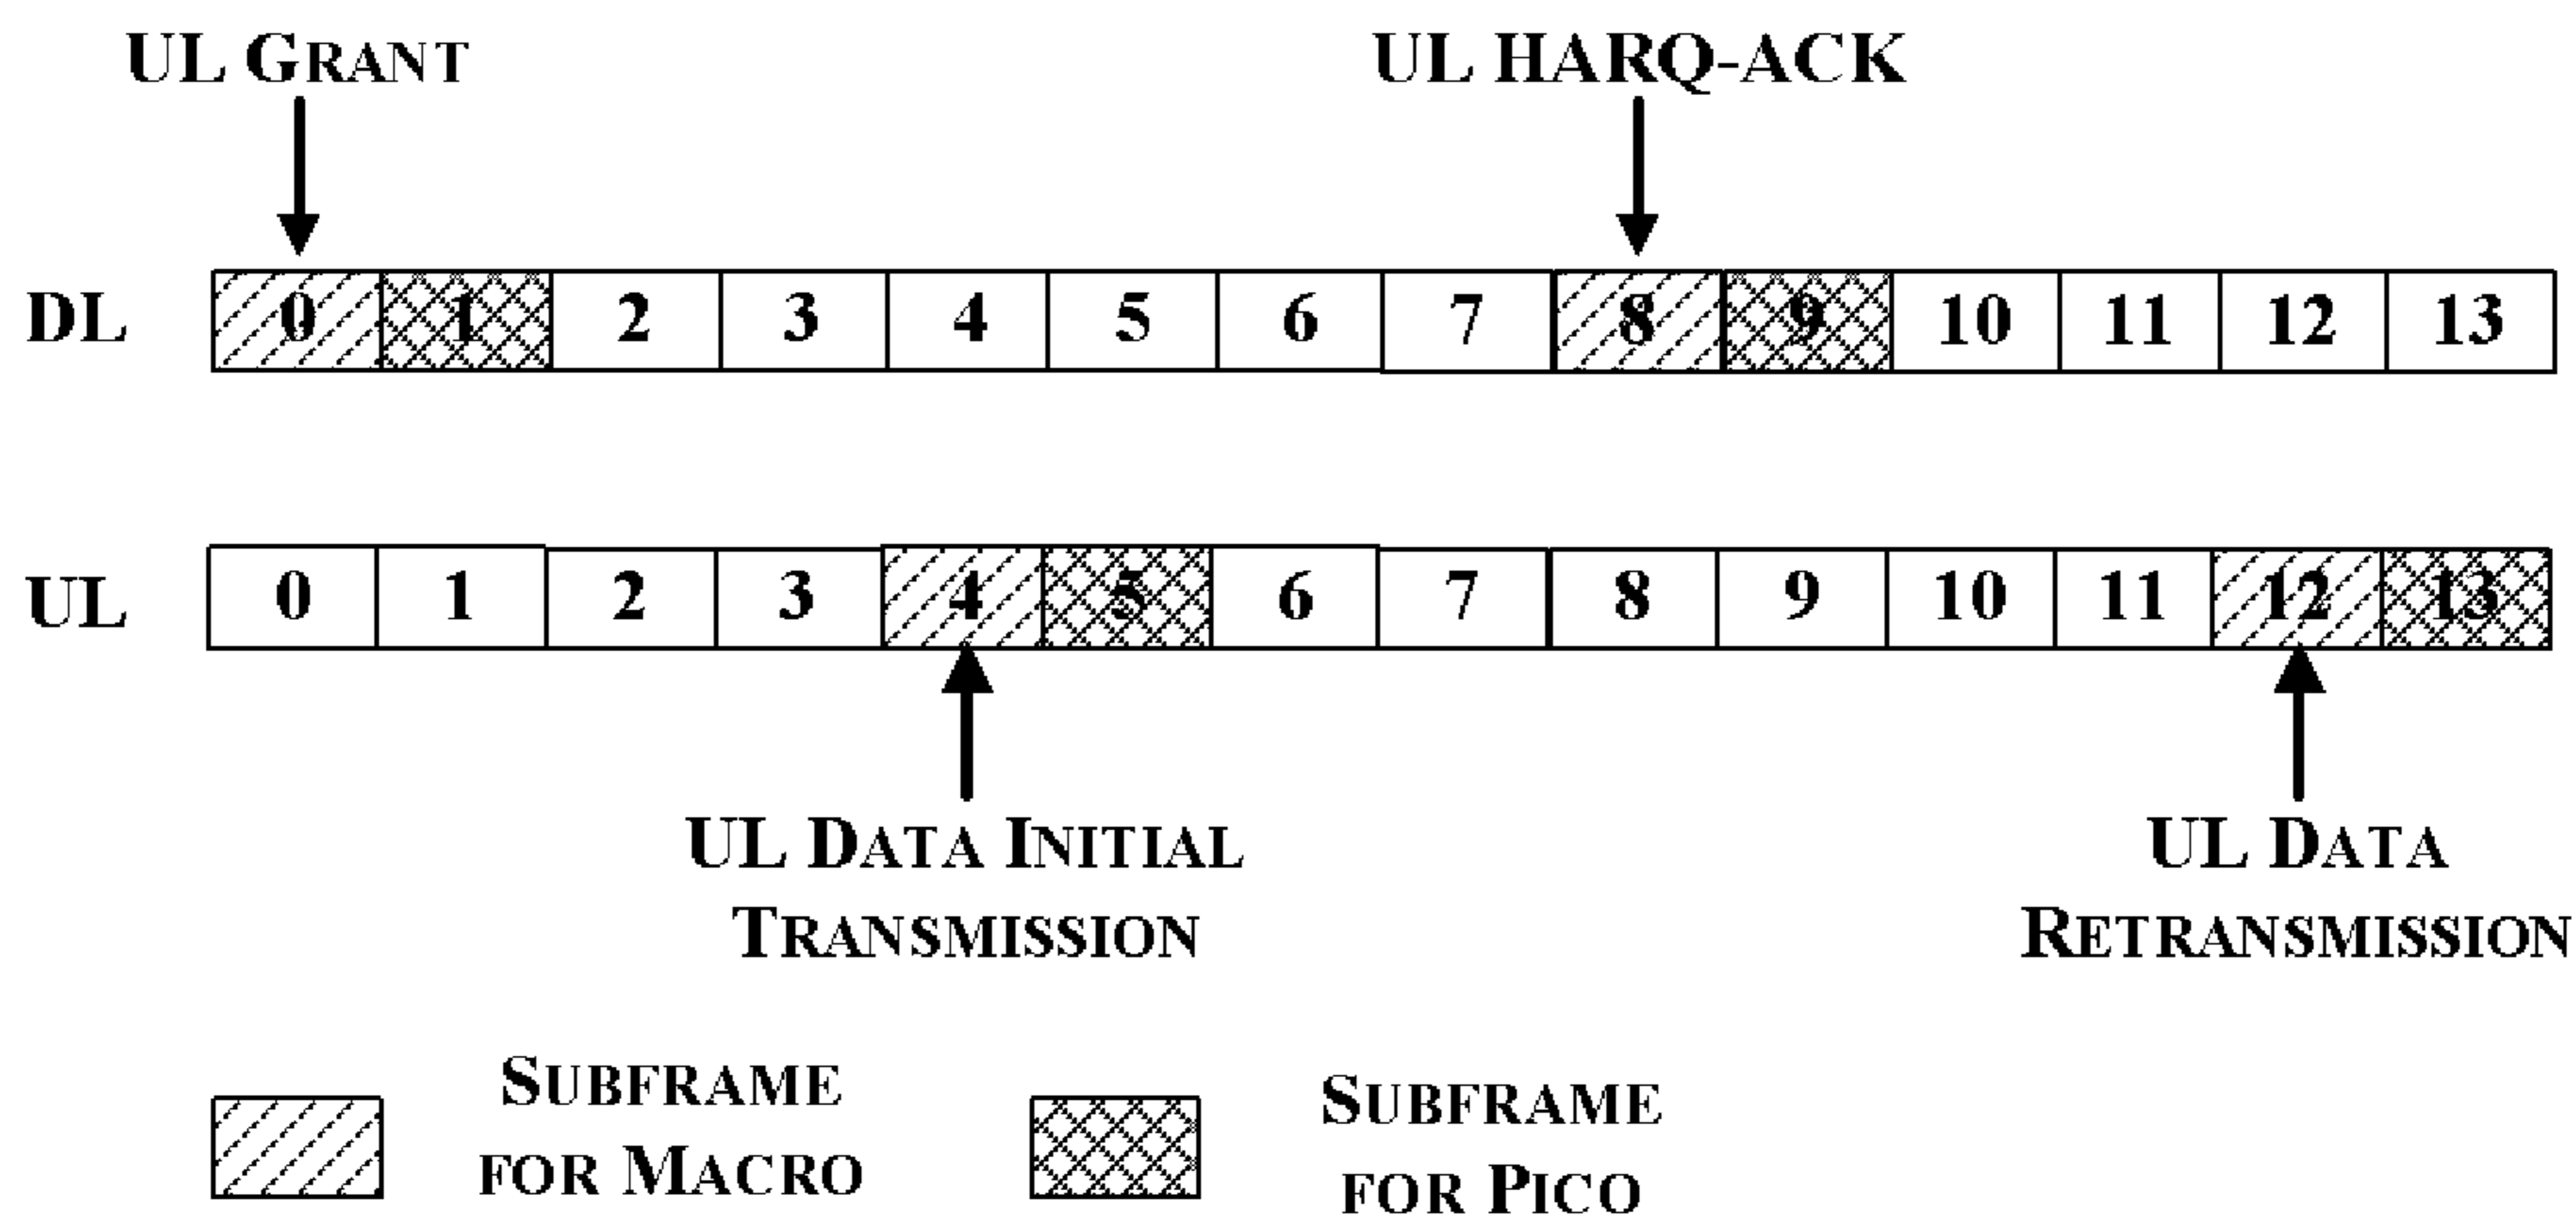 UL GRANT
UL HARQ-ACK
DL 0 1 2 3 4 5 6 7 8 9 10 11 12 13
UL 0 1 2 3 4 5 6 7 8 9 10 11 12 13
UL DATA INITIAL
TRANSMISSION
UL DATA
RETRANSMISSION
SUBFRAME
FOR MACRO
SUBFRAME
FOR PICO